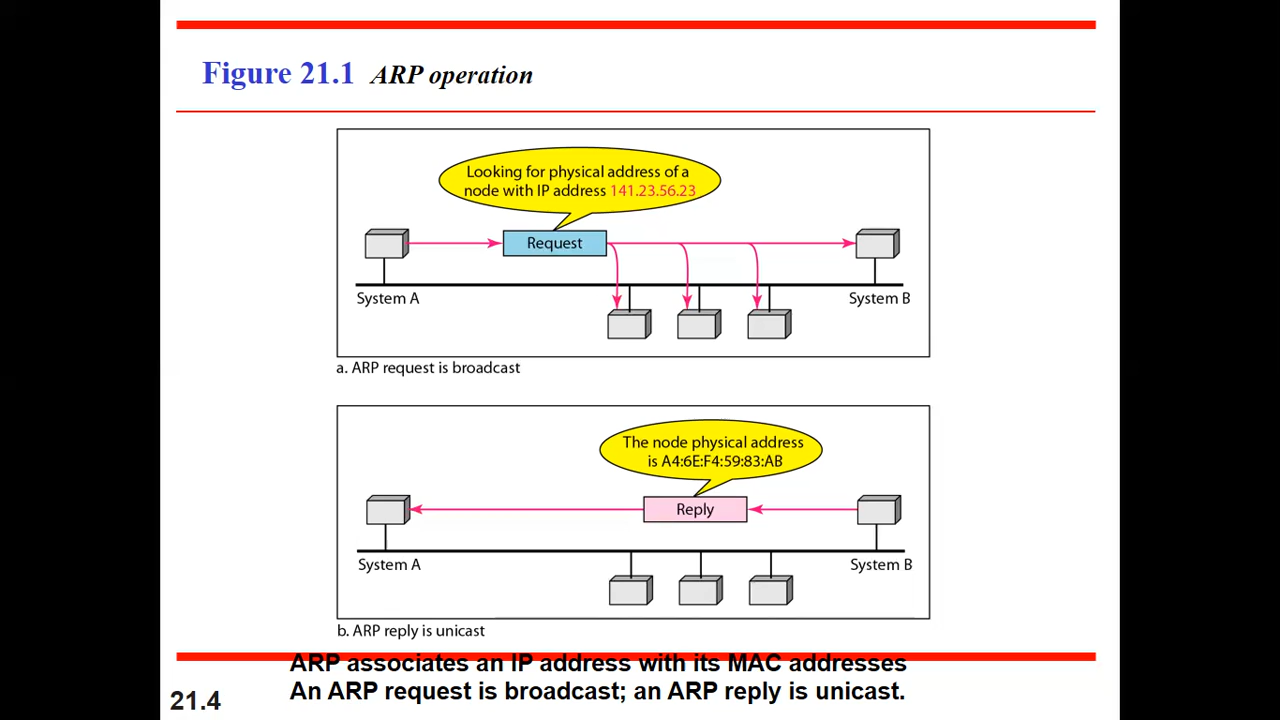 Figure 21.1 ARP operation
Looking for physical address of a
node with IP address 141.23.56.23
Request
System A
System B
a. ARP request is broadcast
The node physical address
is A4:6E:F4:59:83:AB
Reply
System A
System B
b. ARP reply is unicast
ARP associates an IP address with its MAC addresses
An ARP request is broadcast; an ARP reply is unicast.
21.4